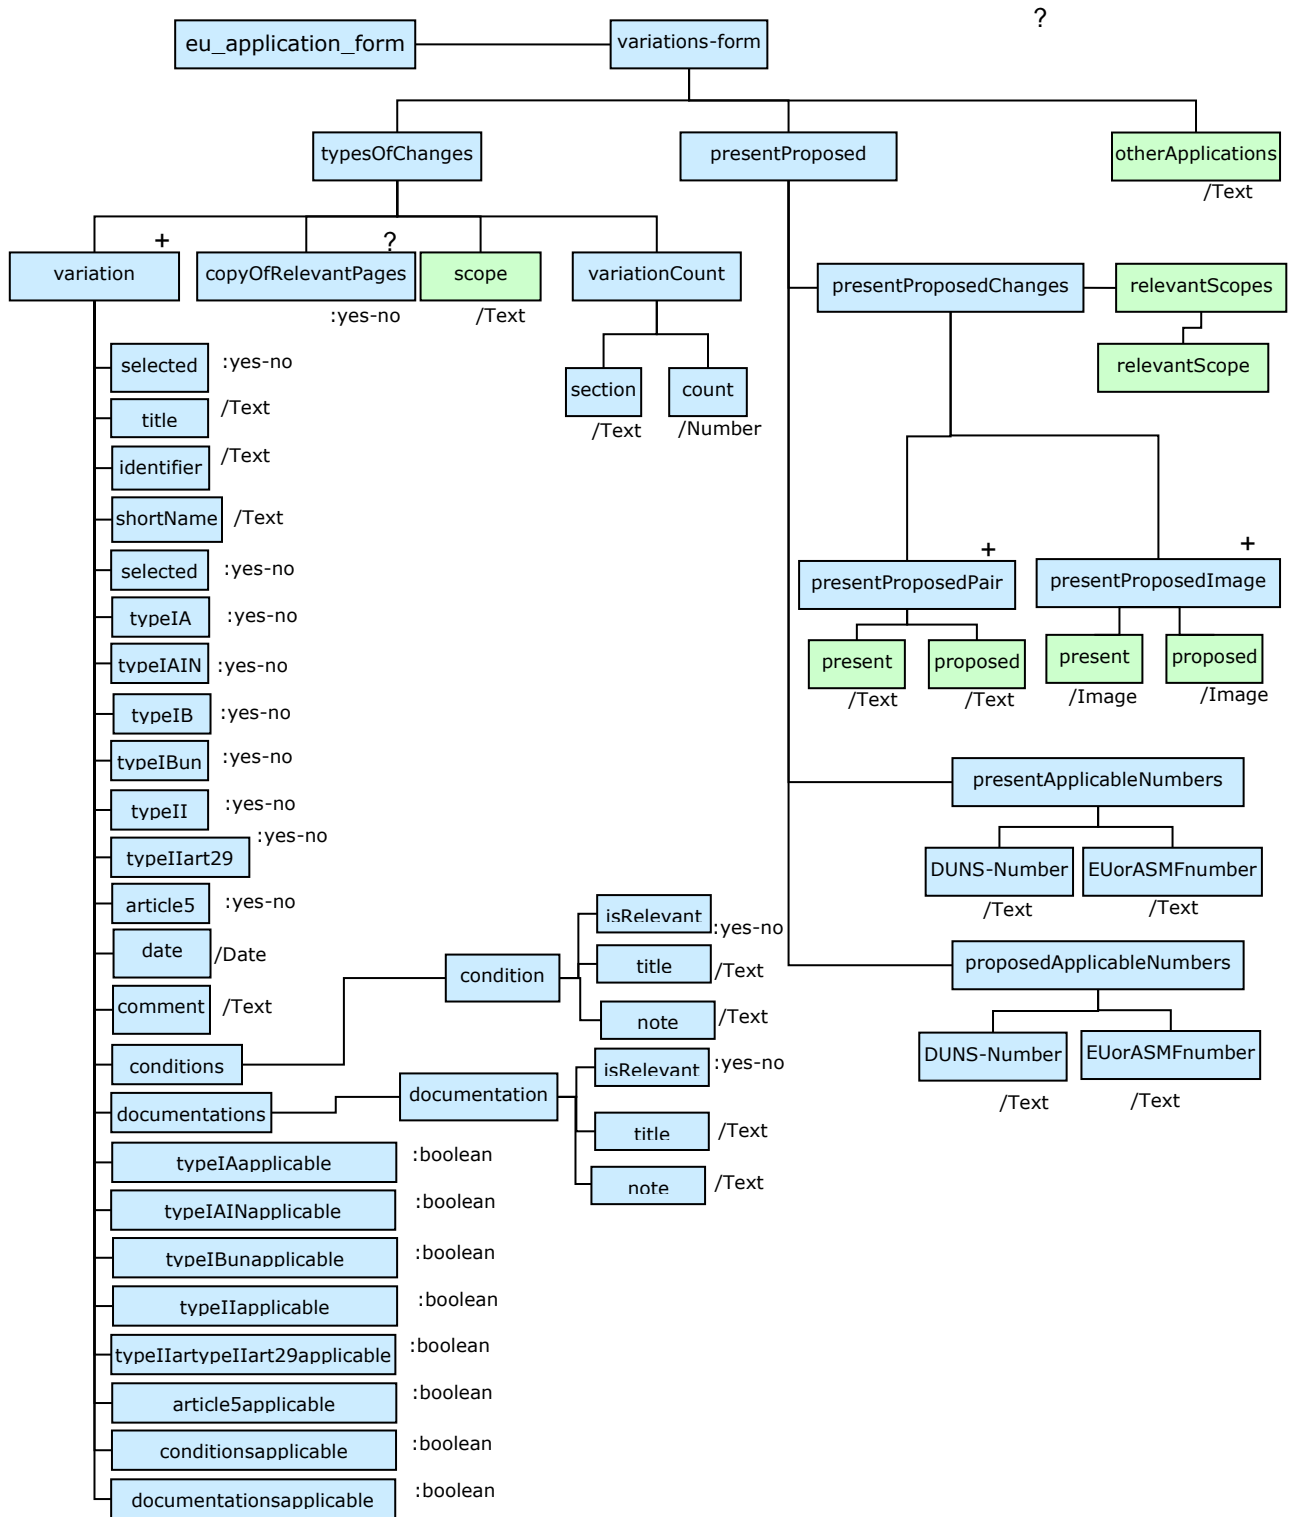 ?
eu_application_form
variations-form
typesOfChanges
presentProposed
otherApplications
/Text
+
?
variation
copyOfRelevantPages
scope
variationCount
:yes-no
/Text
presentProposedChanges
relevantScopes
relevantScope
section
count
/Text
/Number
selected
:yes-no
title
/Text
identifier
/Text
shortName
/Text
selected
:yes-no
typeIA
:yes-no
typeIAIN
:yes-no
typeIB
:yes-no
typeIBun
:yes-no
typeII
:yes-no
typeIIart29
:yes-no
article5
:yes-no
date
/Date
comment
/Text
conditions
documentations
condition
isRelevant
:yes-no
title
/Text
note
/Text
documentation
isRelevant
:yes-no
title
/Text
note
/Text
typeIAapplicable
:boolean
typeIAINapplicable
:boolean
typeIBunapplicable
:boolean
typeIIapplicable
:boolean
typeIIartypeIIart29applicable
:boolean
article5applicable
:boolean
conditionsapplicable
:boolean
documentationsapplicable
:boolean
+
+
presentProposedPair
presentProposedImage
present
proposed
present
proposed
/Text
/Text
/Image
/Image
presentApplicableNumbers
DUNS-Number
EUorASMFnumber
/Text
/Text
proposedApplicableNumbers
DUNS-Number
EUorASMFnumber
/Text
/Text